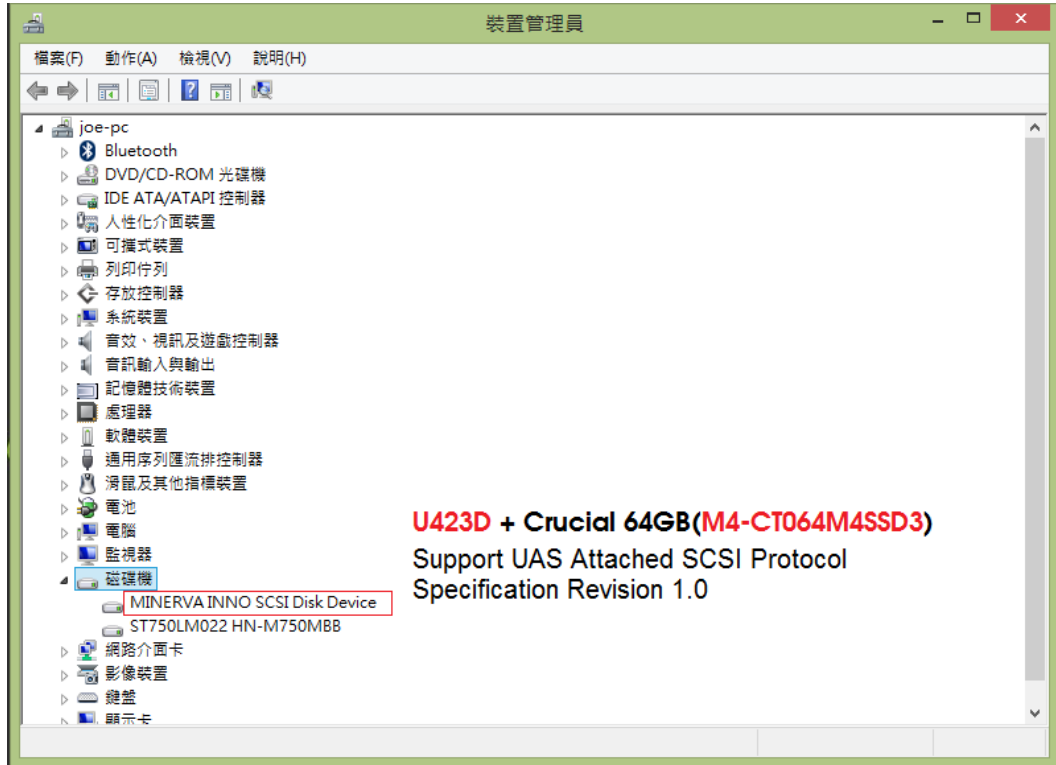 裝置管理員
檔案(F) 動作(A) 檢視(V) 說明(H)
joe-pc
Bluetooth
DVD/CD-ROM 光碟機
IDE ATA/ATAPI 控制器
人性化介面裝置
可攜式裝置
列印佇列
存放控制器
系統裝置
音效、視訊及遊戲控制器
音訊輸入與輸出
記憶體技術裝置
處理器
軟體裝置
通用序列匯流排控制器
滑鼠及其他指標裝置
電池
電腦
監視器
磁碟機
MINERVA INNO SCSI Disk Device
ST750LM022 HN-M750MBB
網路介面卡
影像裝置
鍵盤
顯示卡
U423D + Crucial 64GB(M4-CT064M4SSD3)
Support UAS Attached SCSI Protocol
Specification Revision 1.0